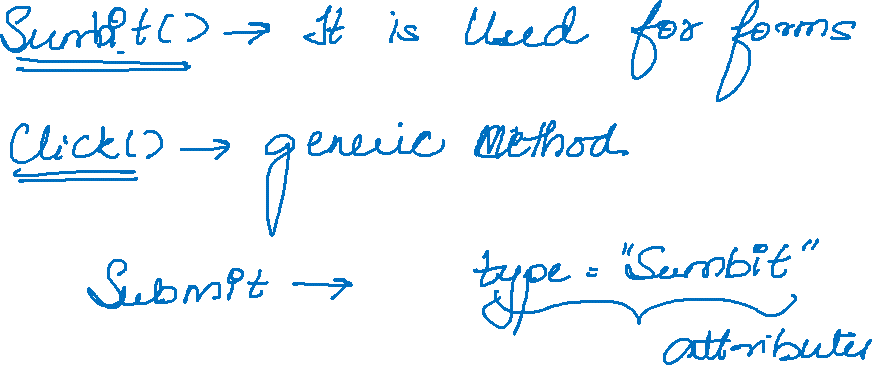 Sumbit() → It is Used for forms
Click() → generic Method
Submit → type = "Sumbit"
attributes